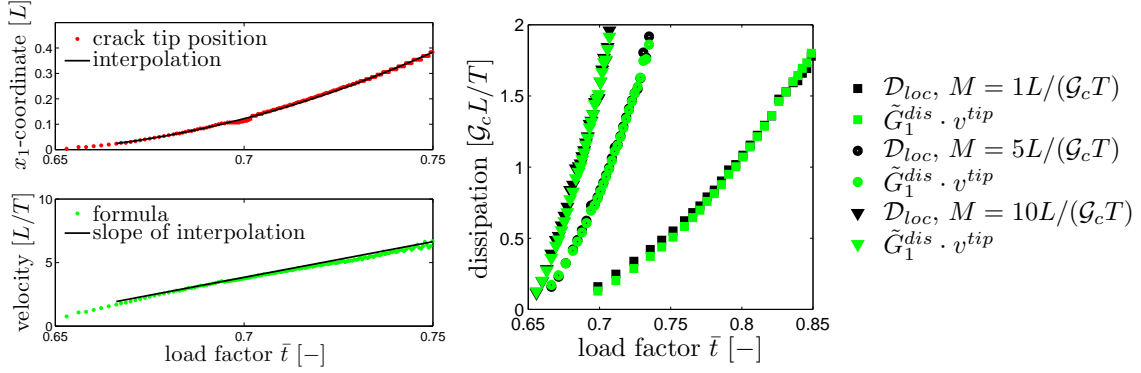 x₁-coordinate [L]
0.4
0.3
0.2
0.1
0
0.65
0.7
0.75
crack tip position
interpolation
velocity [L/T]
10
5
0
0.65
0.7
0.75
formula
slope of interpolation
load factor t̄ [−]
dissipation [𝒢cL/T]
2
1.5
1
0.5
0
0.65
0.7
0.75
0.8
0.85
load factor t̄ [−]
𝒟loc, M = 1L/(𝒢cT)
G̃₁ᵈⁱˢ · vᵗⁱᵖ
𝒟loc, M = 5L/(𝒢cT)
G̃₁ᵈⁱˢ · vᵗⁱᵖ
𝒟loc, M = 10L/(𝒢cT)
G̃₁ᵈⁱˢ · vᵗⁱᵖ